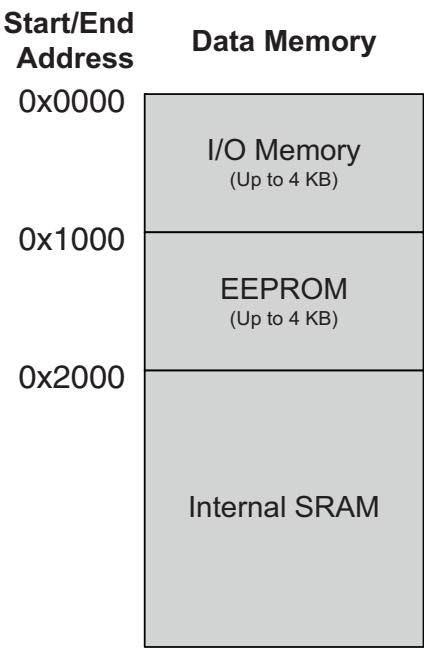 Start/End
Address
Data Memory
0x0000
I/O Memory
(Up to 4 KB)
0x1000
EEPROM
(Up to 4 KB)
0x2000
Internal SRAM